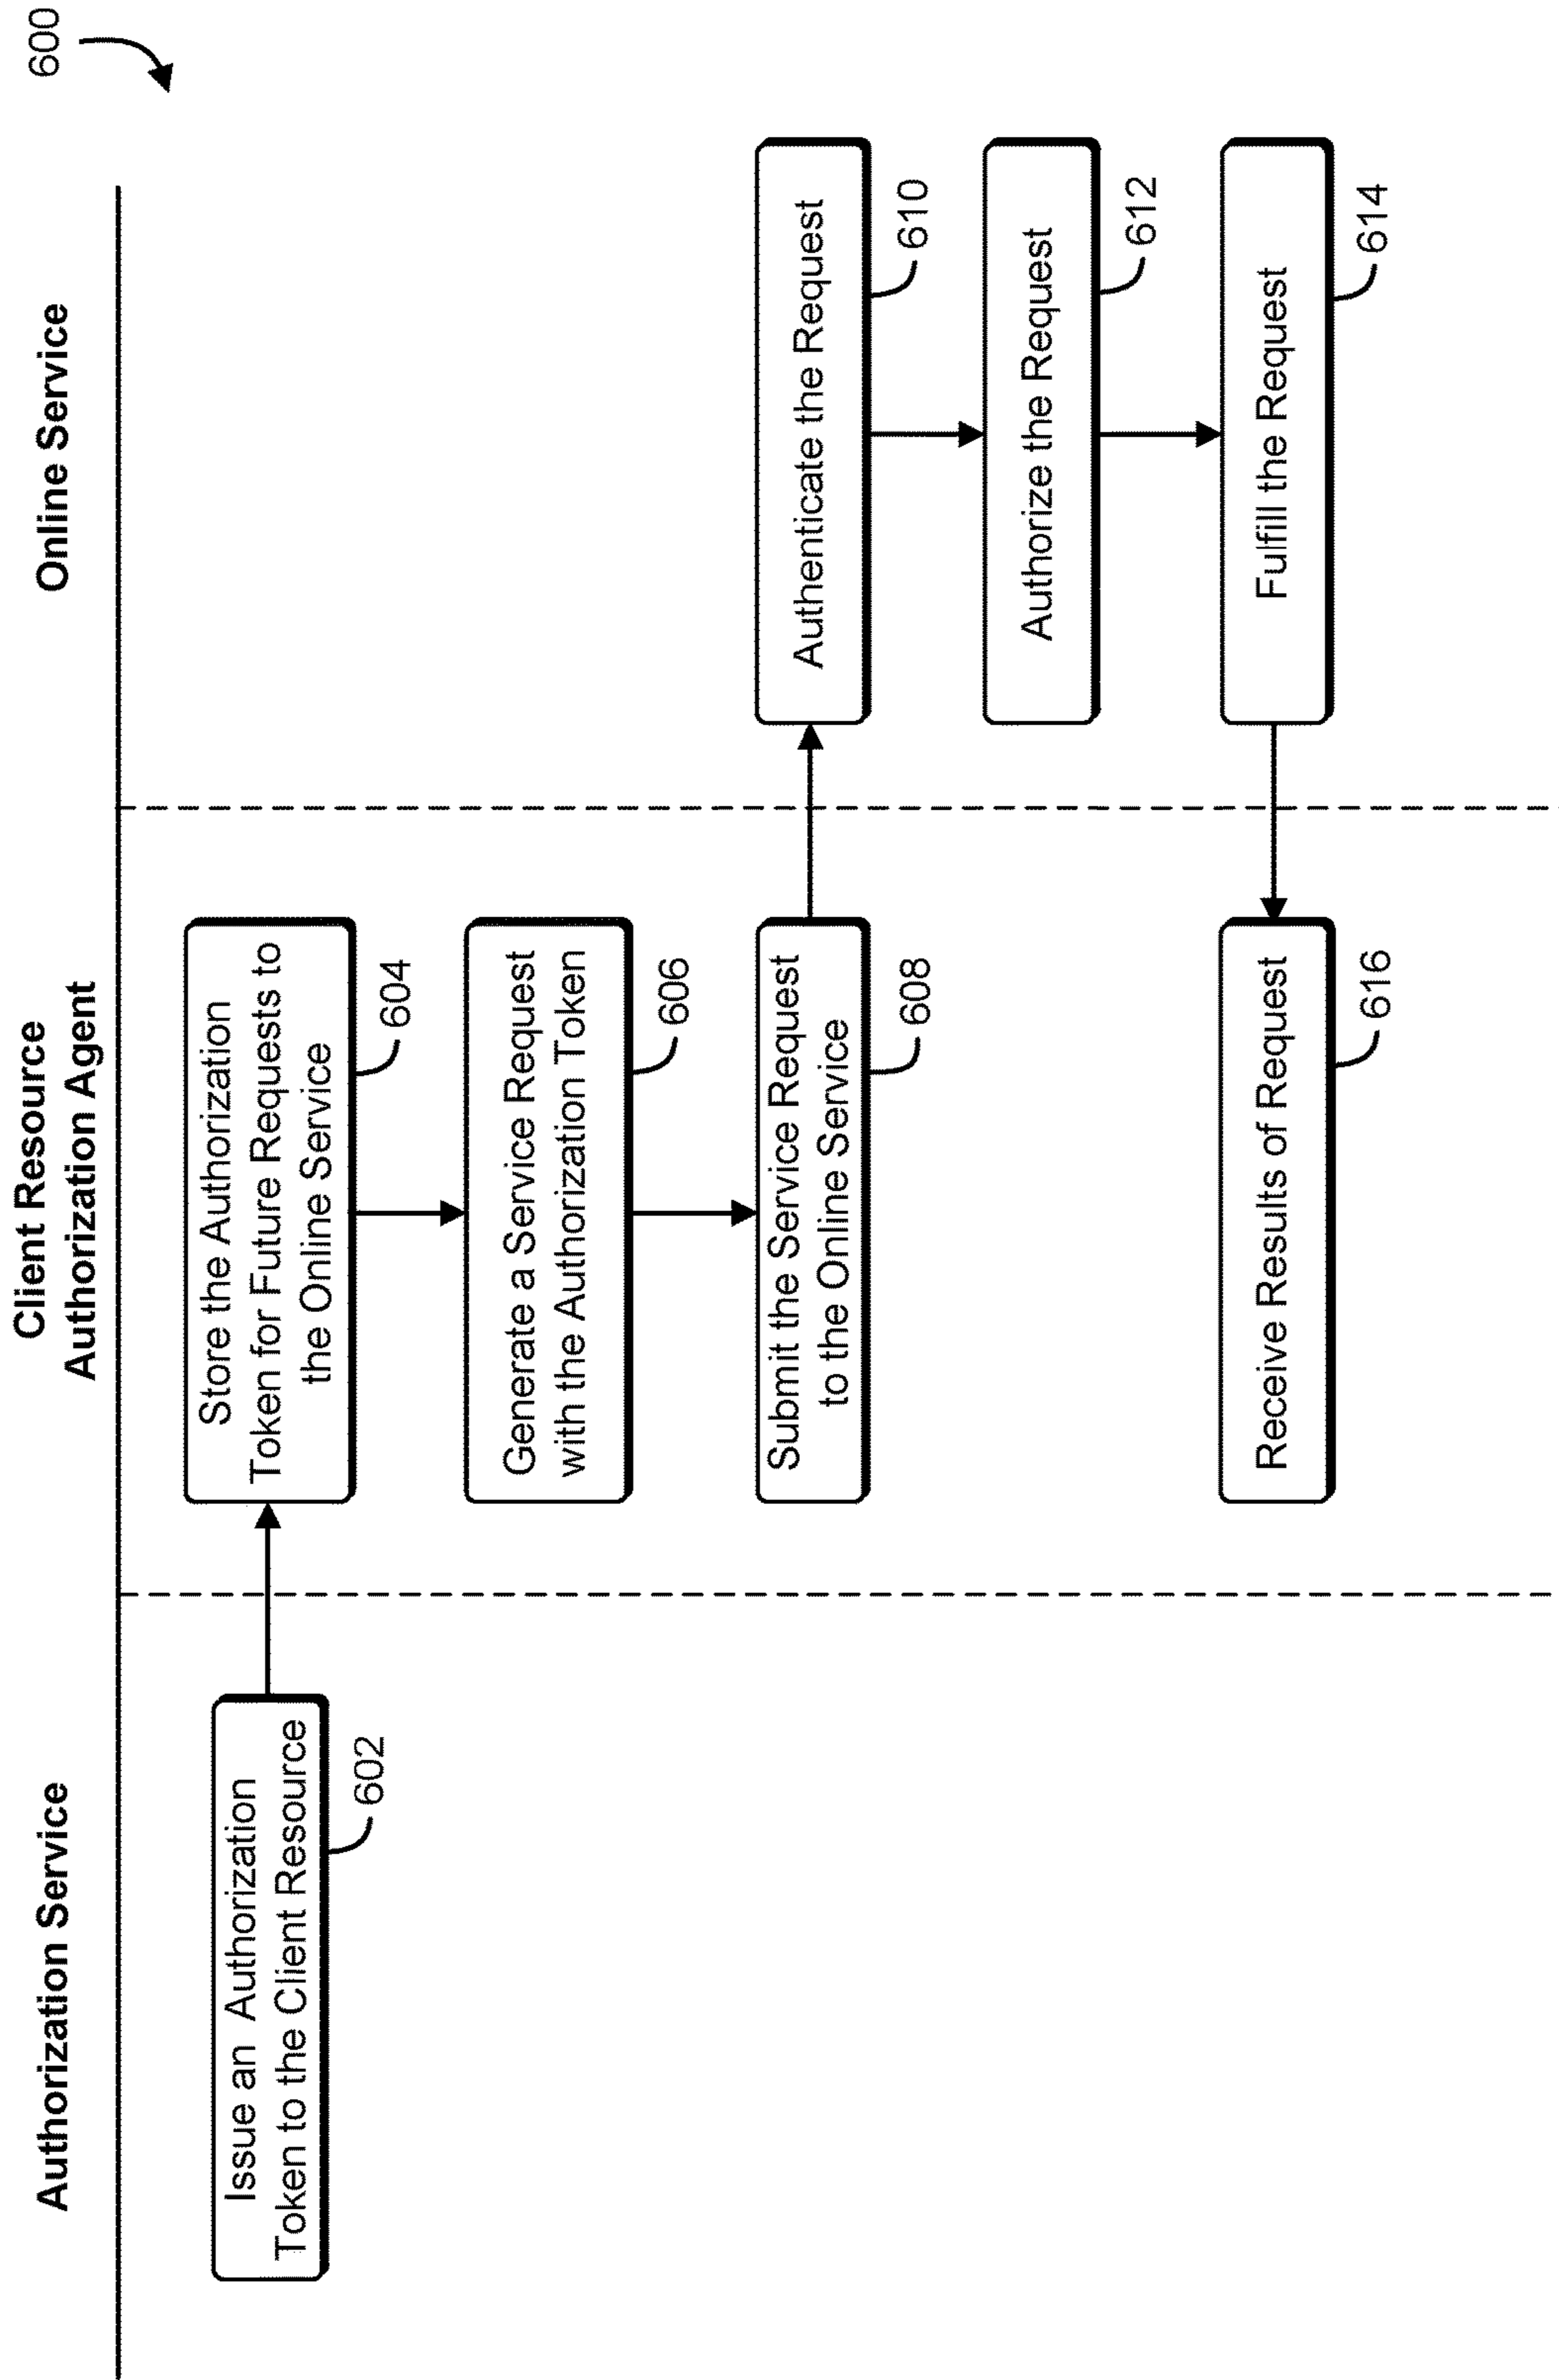 600
Authorization Service
Client Resource
Authorization Agent
Online Service
Issue an Authorization
Token to the Client Resource
602
Store the Authorization
Token for Future Requests to
the Online Service
604
Generate a Service Request
with the Authorization Token
606
Submit the Service Request
to the Online Service
608
Authenticate the Request
610
Authorize the Request
612
Fulfill the Request
614
Receive Results of Request
616